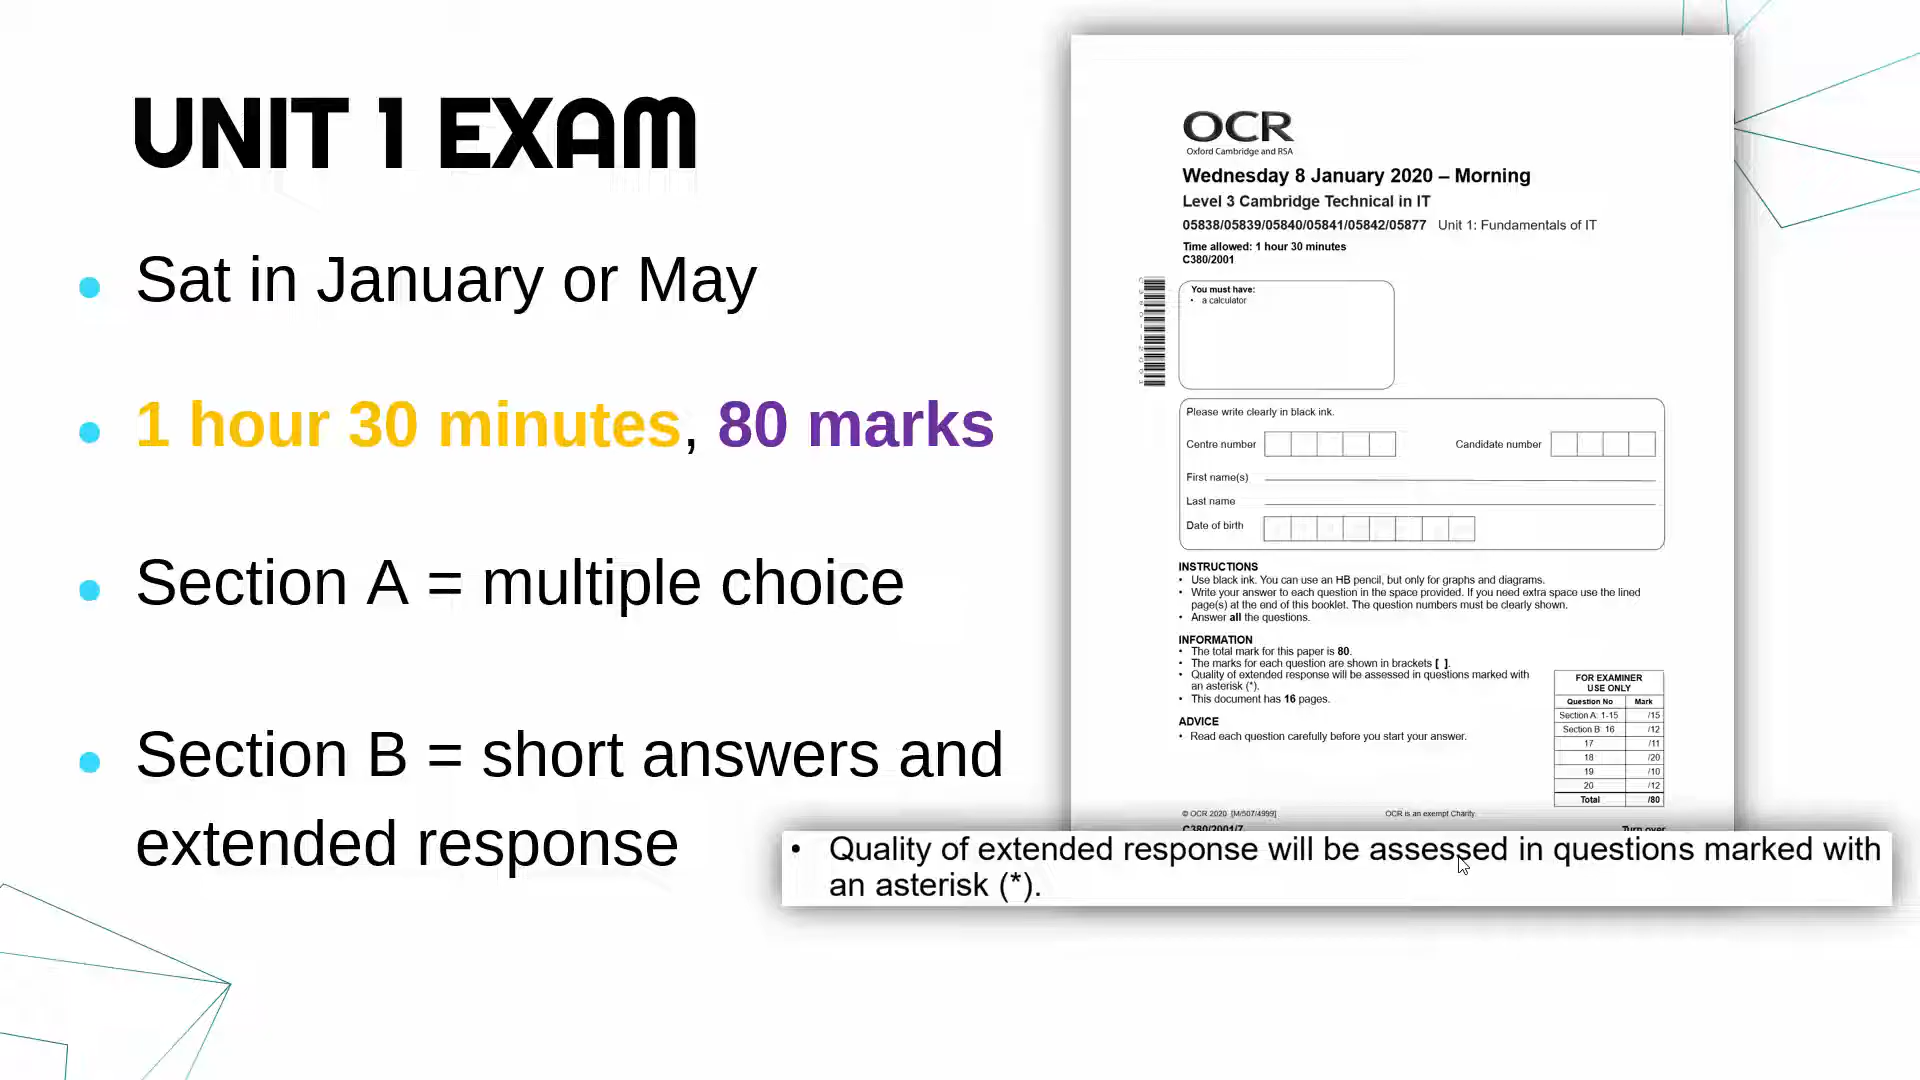 UNIT 1 EXAM
Sat in January or May
1 hour 30 minutes, 80 marks
Section A = multiple choice
Section B = short answers and
extended response
OCR
Oxford Cambridge and RSA
Wednesday 8 January 2020 – Morning
Level 3 Cambridge Technical in IT
05838/05839/05840/05841/05842/05877 Unit 1: Fundamentals of IT
Time allowed: 1 hour 30 minutes
C380/2001
You must have:
• a calculator
Please write clearly in black ink.
Centre number Candidate number
First name(s)
Last name
Date of birth
INSTRUCTIONS
• Use black ink. You can use an HB pencil, but only for graphs and diagrams.
• Write your answer to each question in the space provided. If you need extra space use the lined
page(s) at the end of this booklet. The question numbers must be clearly shown.
• Answer all the questions.
INFORMATION
• The total mark for this paper is 80.
• The marks for each question are shown in brackets [ ].
• Quality of extended response will be assessed in questions marked with
an asterisk (*).
• This document has 16 pages.
ADVICE
• Read each question carefully before you start your answer.
FOR EXAMINER
USE ONLY
Question No Mark
Section A: 1-15 /15
Section B: 16 /12
17 /11
18 /20
19 /10
20 /12
Total /80
© OCR 2020 [M/507/4999] OCR is an exempt Charity
C380/2001/7 Turn over
• Quality of extended response will be assessed in questions marked with
an asterisk (*).